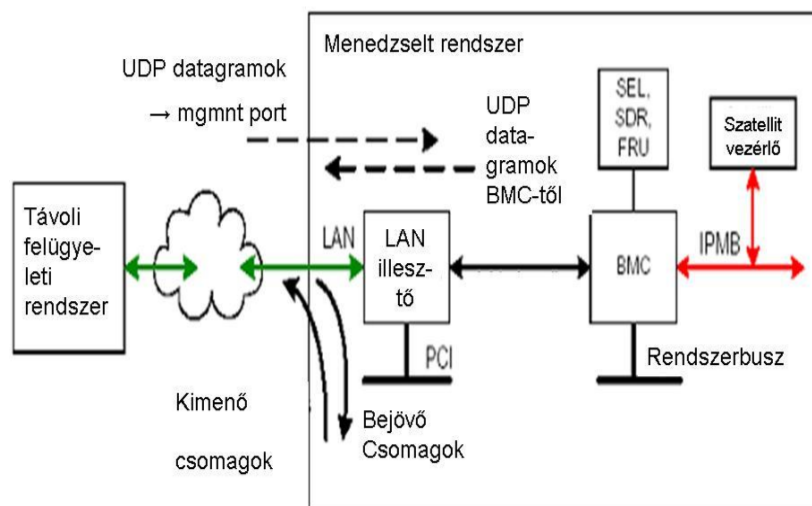 Menedzselt rendszer
UDP datagramok
→ mgmnt port
UDP
data-
gramok
BMC-től
SEL,
SDR,
FRU
Szatellit
vezérlő
Távoli
felügye-
leti
rendszer
LAN
LAN
illesz-
tő
BMC
IPMB
PCI
Rendszerbusz
Kimenő
csomagok
Bejövő
Csomagok